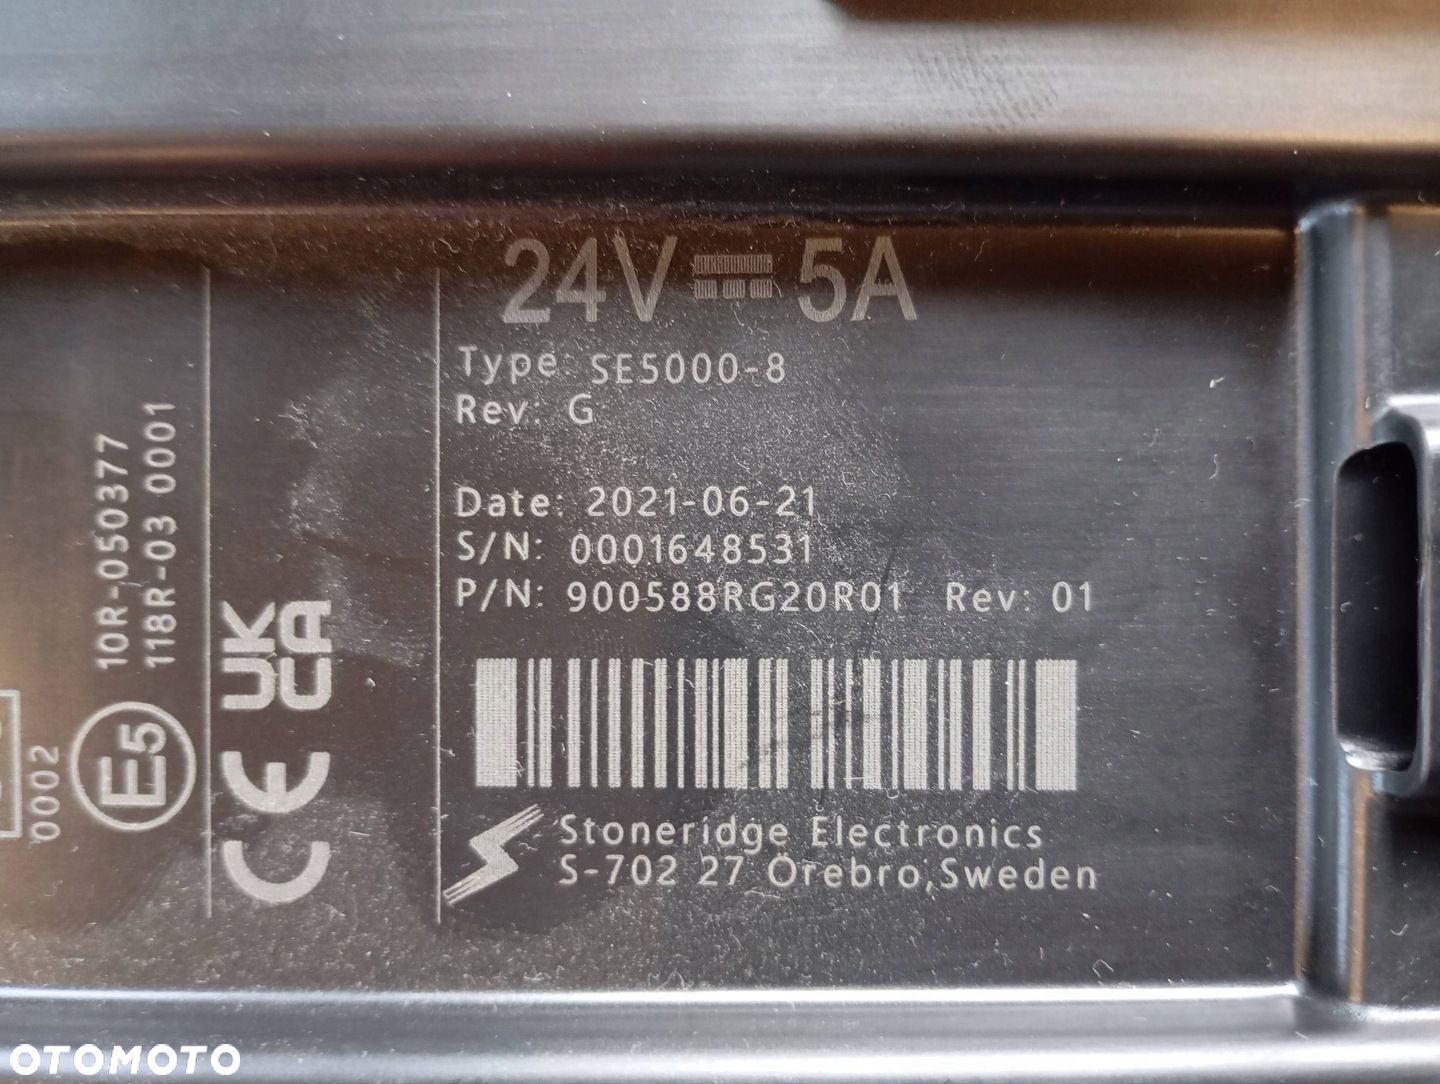 24V 5A
Type: SE5000-8
Rev: G
Date: 2021-06-21
S/N: 0001648531
P/N: 900588RG20R01 Rev: 01
Stoneridge Electronics
S-702 27 Örebro,Sweden
10R-050377
118R-03 0001
E5
0002
UK
CA
CE
OTOMOTO